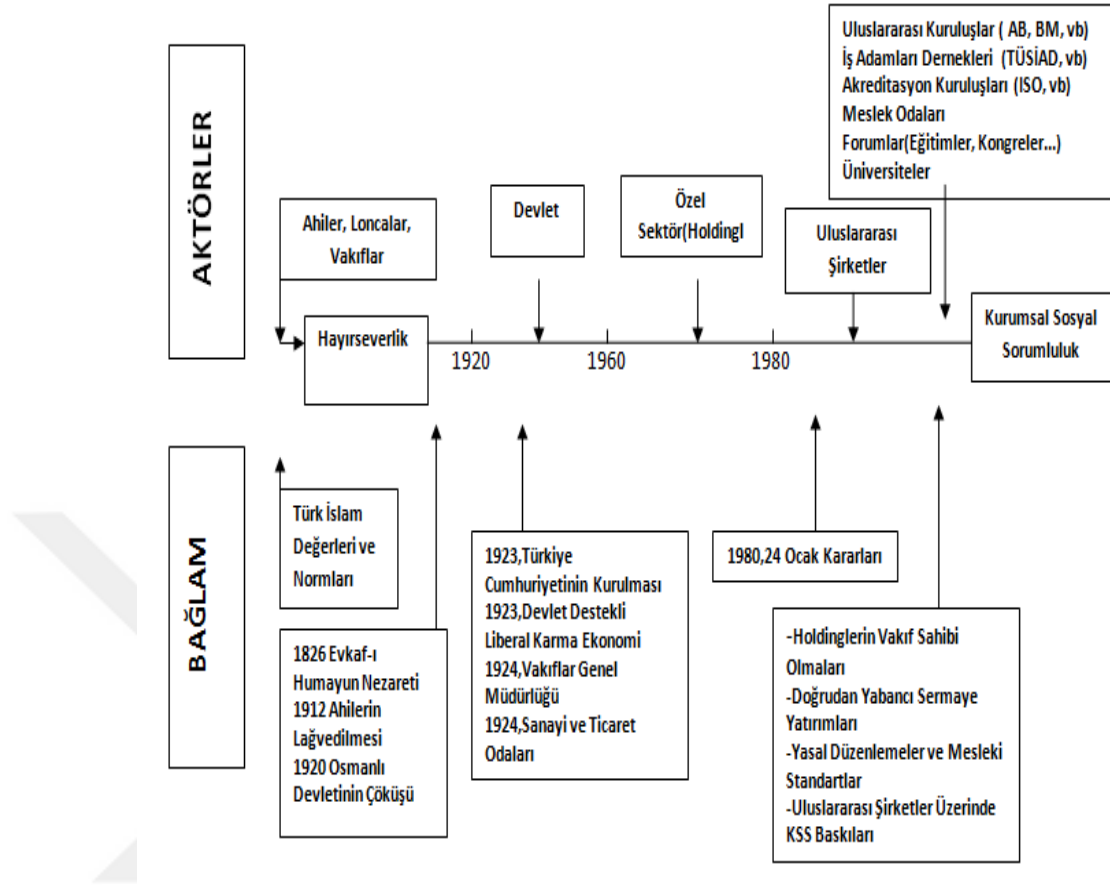 AKTÖRLER
Uluslararası Kuruluşlar ( AB, BM, vb)
İş Adamları Dernekleri (TÜSİAD, vb)
Akreditasyon Kuruluşları (ISO, vb)
Meslek Odaları
Forumlar(Eğitimler, Kongreler...)
Üniversiteler
Ahiler, Loncalar,
Vakıflar
Devlet
Özel
Sektör(Holdingl
Uluslararası
Şirketler
Hayırseverlik
1920
1960
1980
Kurumsal Sosyal
Sorumluluk
BAĞLAM
Türk İslam
Değerleri ve
Normları
1826 Evkaf-ı
Humayun Nezareti
1912 Ahilerin
Lağvedilmesi
1920 Osmanlı
Devletinin Çöküşü
1923,Türkiye
Cumhuriyetinin Kurulması
1923,Devlet Destekli
Liberal Karma Ekonomi
1924,Vakıflar Genel
Müdürlüğü
1924,Sanayi ve Ticaret
Odaları
1980,24 Ocak Kararları
-Holdinglerin Vakıf Sahibi
Olmaları
-Doğrudan Yabancı Sermaye
Yatırımları
-Yasal Düzenlemeler ve Mesleki
Standartlar
-Uluslararası Şirketler Üzerinde
KSS Baskıları